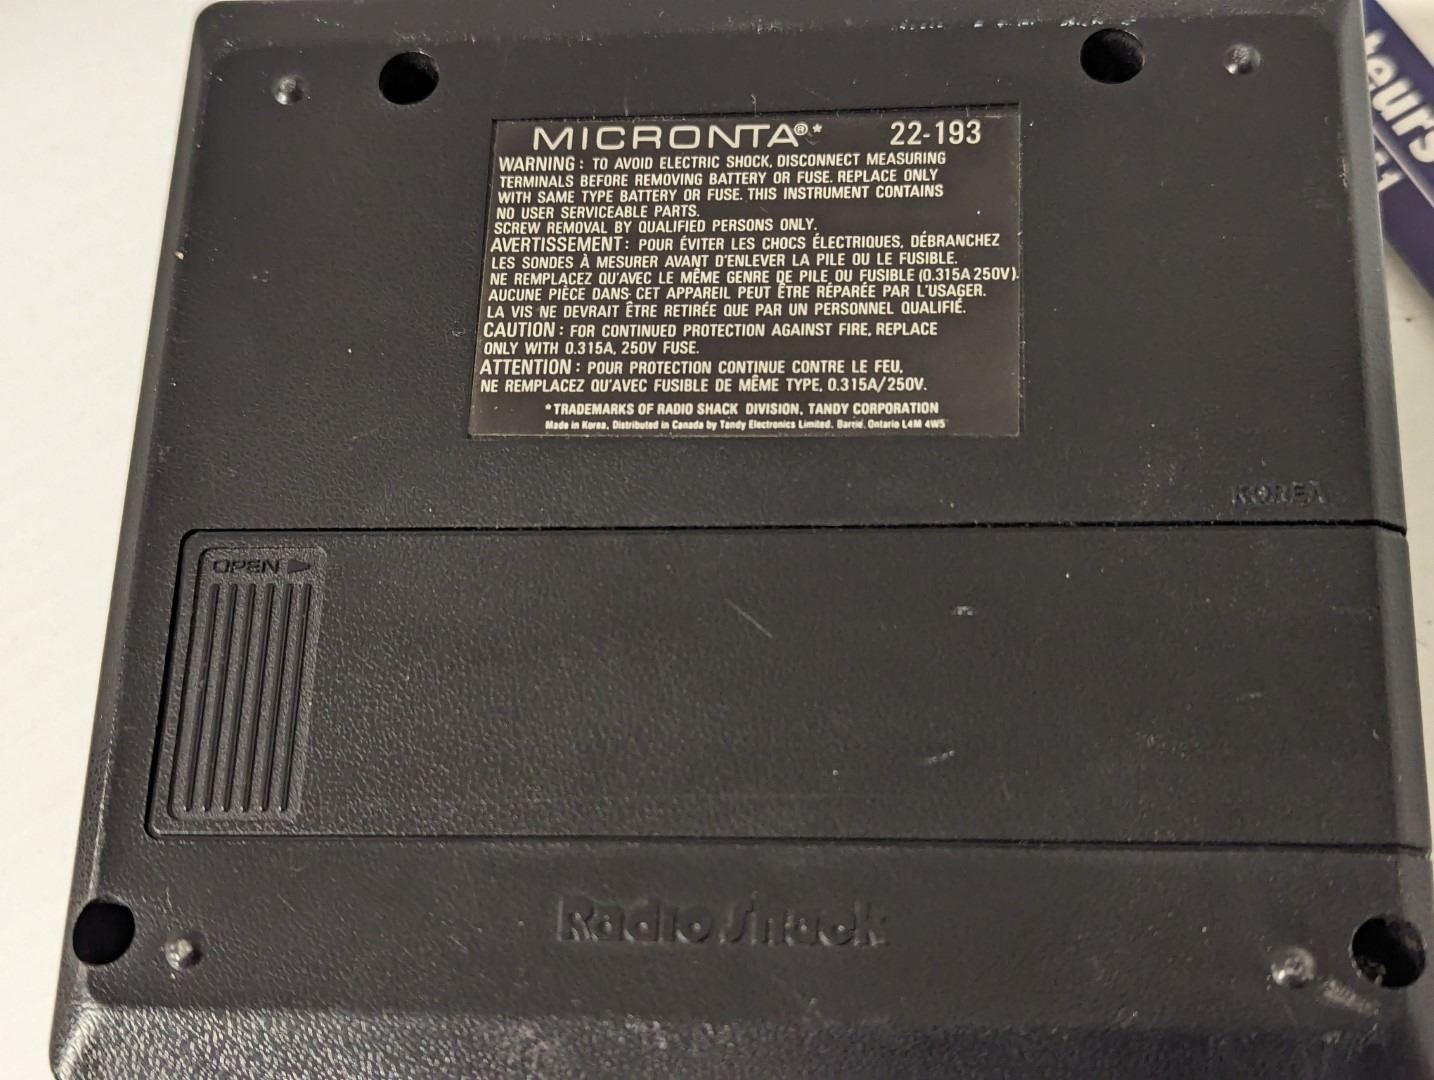 MICRONTA®* 22-193
WARNING : TO AVOID ELECTRIC SHOCK, DISCONNECT MEASURING
TERMINALS BEFORE REMOVING BATTERY OR FUSE. REPLACE ONLY
WITH SAME TYPE BATTERY OR FUSE. THIS INSTRUMENT CONTAINS
NO USER SERVICEABLE PARTS.
SCREW REMOVAL BY QUALIFIED PERSONS ONLY.
AVERTISSEMENT : POUR ÉVITER LES CHOCS ÉLECTRIQUES, DÉBRANCHEZ
LES SONDES À MESURER AVANT D'ENLEVER LA PILE OU LE FUSIBLE.
NE REMPLACEZ QU'AVEC LE MÊME GENRE DE PILE OU FUSIBLE (0.315A 250V).
AUCUNE PIÈCE DANS CET APPAREIL PEUT ÊTRE RÉPARÉE PAR L'USAGER.
LA VIS NE DEVRAIT ÊTRE RETIRÉE QUE PAR UN PERSONNEL QUALIFIÉ.
CAUTION : FOR CONTINUED PROTECTION AGAINST FIRE, REPLACE
ONLY WITH 0.315A, 250V FUSE.
ATTENTION : POUR PROTECTION CONTINUE CONTRE LE FEU,
NE REMPLACEZ QU'AVEC FUSIBLE DE MÊME TYPE, 0.315A/250V.
* TRADEMARKS OF RADIO SHACK DIVISION, TANDY CORPORATION
Made in Korea, Distributed in Canada by Tandy Electronics Limited. Barrie, Ontario L4M 4W5
KOREA
OPEN
Radio Shack